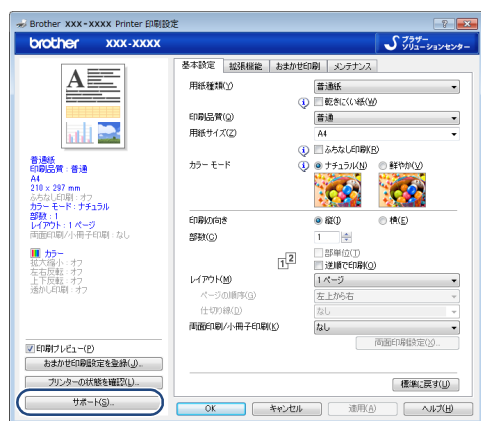 Brother XXX-XXXX Printer 印刷設定
brother XXX-XXXX
ブラザー
ソリューションセンター
基本設定 拡張機能 おまかせ印刷 メンテナンス
用紙種類(Y) 普通紙
乾きにくい紙(W)
印刷品質(Q) 普通
用紙サイズ(Z) A4
ふちなし印刷(R)
カラー モード ナチュラル(N) 鮮やか(V)
印刷の向き 縦(I) 横(E)
部数(C) 1
部単位(T)
逆順で印刷(O)
12
レイアウト(M) 1 ページ
ページの順序(G) 左上から右
仕切り線(D) なし
両面印刷/小冊子印刷(K) なし
両面印刷設定(X)...
標準に戻す(U)
A
普通紙
印刷品質 : 普通
A4
210 x 297 mm
ふちなし印刷 : オフ
カラー モード : ナチュラル
部数 : 1
レイアウト : 1 ページ
両面印刷/小冊子印刷 : なし
カラー
拡大縮小 : オフ
左右反転 : オフ
上下反転 : オフ
透かし印刷 : オフ
印刷プレビュー(P)
おまかせ印刷設定を登録(J)...
プリンターの状態を確認(L)...
サポート(S)...
OK キャンセル 適用(A) ヘルプ(H)